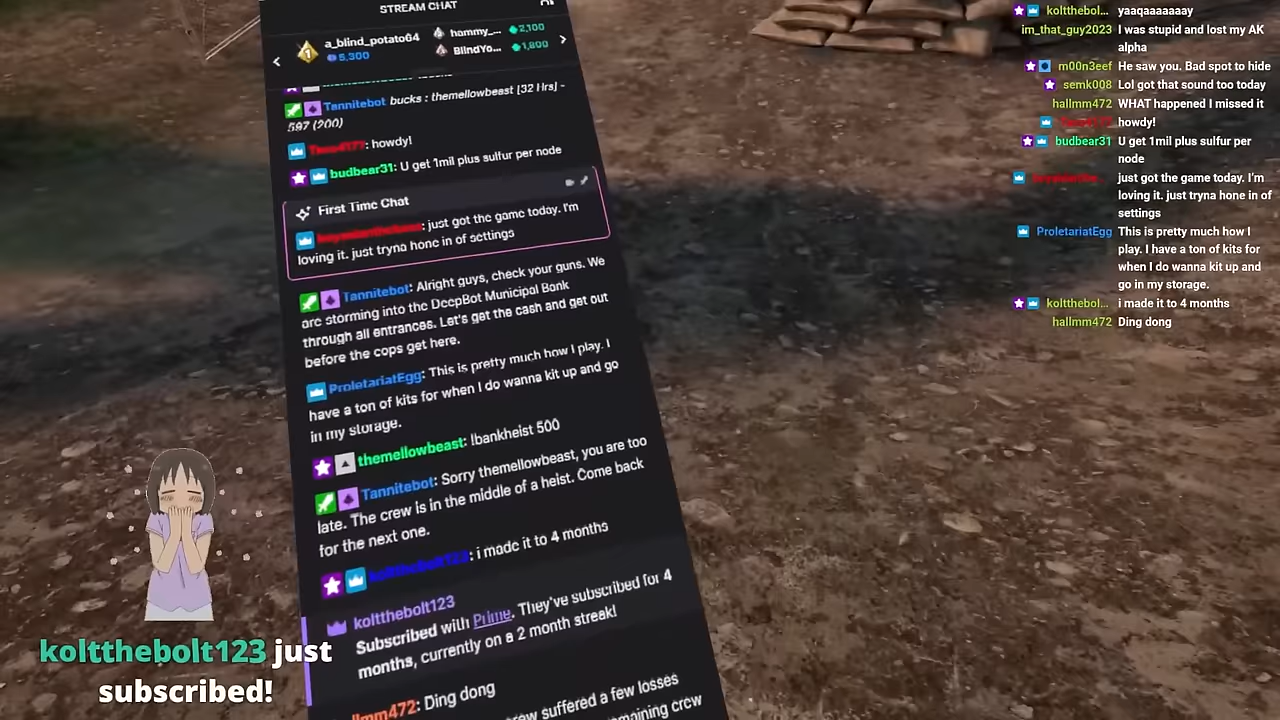 STREAM CHAT
a_blind_potato64
5,300
hammy_...
2,100
BlindYo...
1,800
Tannitebot bucks : themellowbeast [32 Hrs] -
597 (200)
: howdy!
budbear31: U get 1mil plus sulfur per node
First Time Chat
: just got the game today. I'm
loving it. just tryna hone in of settings
Tannitebot: Alright guys, check your guns. We
are storming into the DeepBot Municipal Bank
through all entrances. Let's get the cash and get out
before the cops get here.
ProletariatEgg: This is pretty much how I play. I
have a ton of kits for when I do wanna kit up and go
in my storage.
themellowbeast: !bankheist 500
Tannitebot: Sorry themellowbeast, you are too
late. The crew is in the middle of a heist. Come back
for the next one.
koltthebolt123: i made it to 4 months
koltthebolt123
Subscribed with Prime. They've subscribed for 4
months, currently on a 2 month streak!
llmm472: Ding dong
crew suffered a few losses
remaining crew
koltthebolt123 just
subscribed!
koltthebol... yaaqaaaaaay
im_that_guy2023 I was stupid and lost my AK
alpha
m00n3eef He saw you. Bad spot to hide
semk008 Lol got that sound too today
hallmm472 WHAT happened I missed it
howdy!
budbear31 U get 1mil plus sulfur per
node
just got the game today. I'm
loving it. just tryna hone in of
settings
ProletariatEgg This is pretty much how I
play. I have a ton of kits for
when I do wanna kit up and
go in my storage.
koltthebol... i made it to 4 months
hallmm472 Ding dong